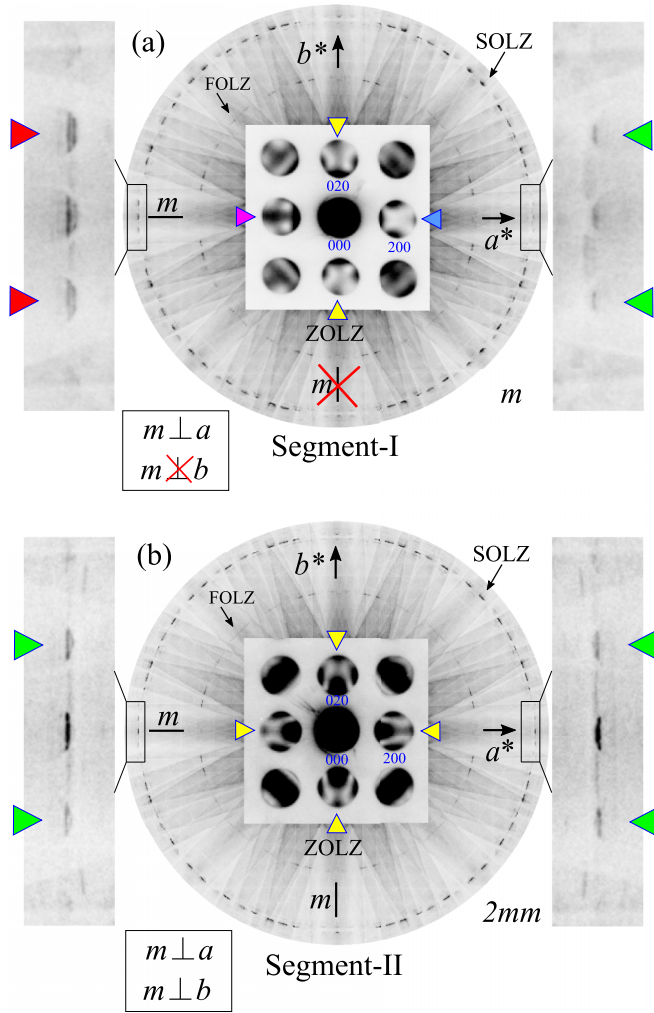 (a)
b*
SOLZ
FOLZ
020
m
000
200
a*
ZOLZ
m
m
m ⊥ a
m ⊥ b
Segment-I
(b)
b*
SOLZ
FOLZ
020
m
000
200
a*
ZOLZ
m
2mm
m ⊥ a
m ⊥ b
Segment-II